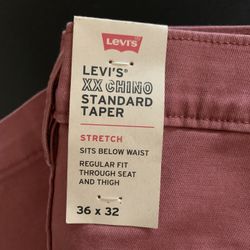 Levi's
LEVI'S®
XX CHINO
STANDARD
TAPER
STRETCH
SITS BELOW WAIST
REGULAR FIT
THROUGH SEAT
AND THIGH
36 x 32